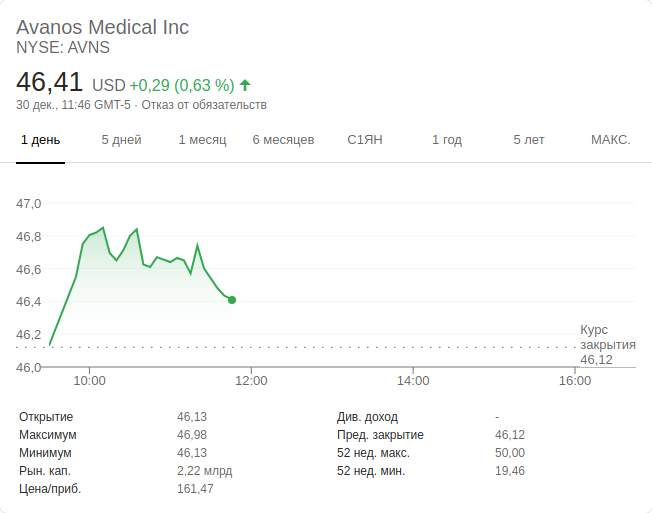 Avanos Medical Inc
NYSE: AVNS
46,41 USD +0,29 (0,63 %)
30 дек., 11:46 GMT-5 · Отказ от обязательств
1 день 5 дней 1 месяц 6 месяцев С1ЯН 1 год 5 лет МАКС.
47,0
46,8
46,6
46,4
46,2
46,0
Курс
закрытия
46,12
10:00 12:00 14:00 16:00
Открытие 46,13 Див. доход -
Максимум 46,98 Пред. закрытие 46,12
Минимум 46,13 52 нед. макс. 50,00
Рын. кап. 2,22 млрд 52 нед. мин. 19,46
Цена/приб. 161,47